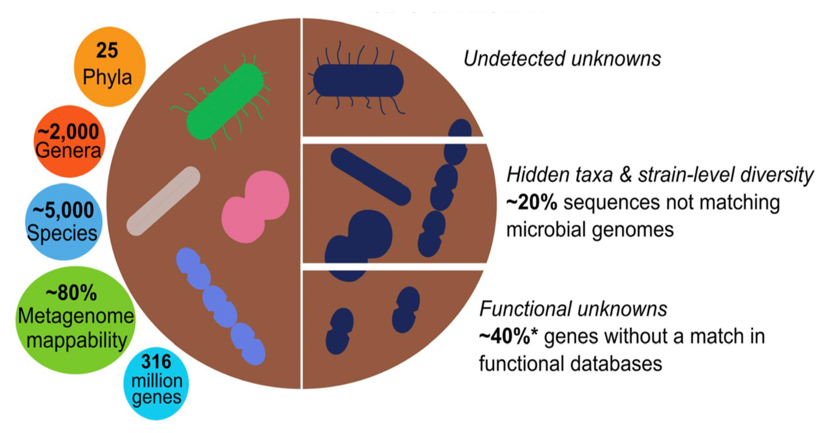 25
Phyla
~2,000
Genera
~5,000
Species
~80%
Metagenome
mappability
316
million
genes
Undetected unknowns
Hidden taxa & strain-level diversity
~20% sequences not matching
microbial genomes
Functional unknowns
~40%* genes without a match in
functional databases